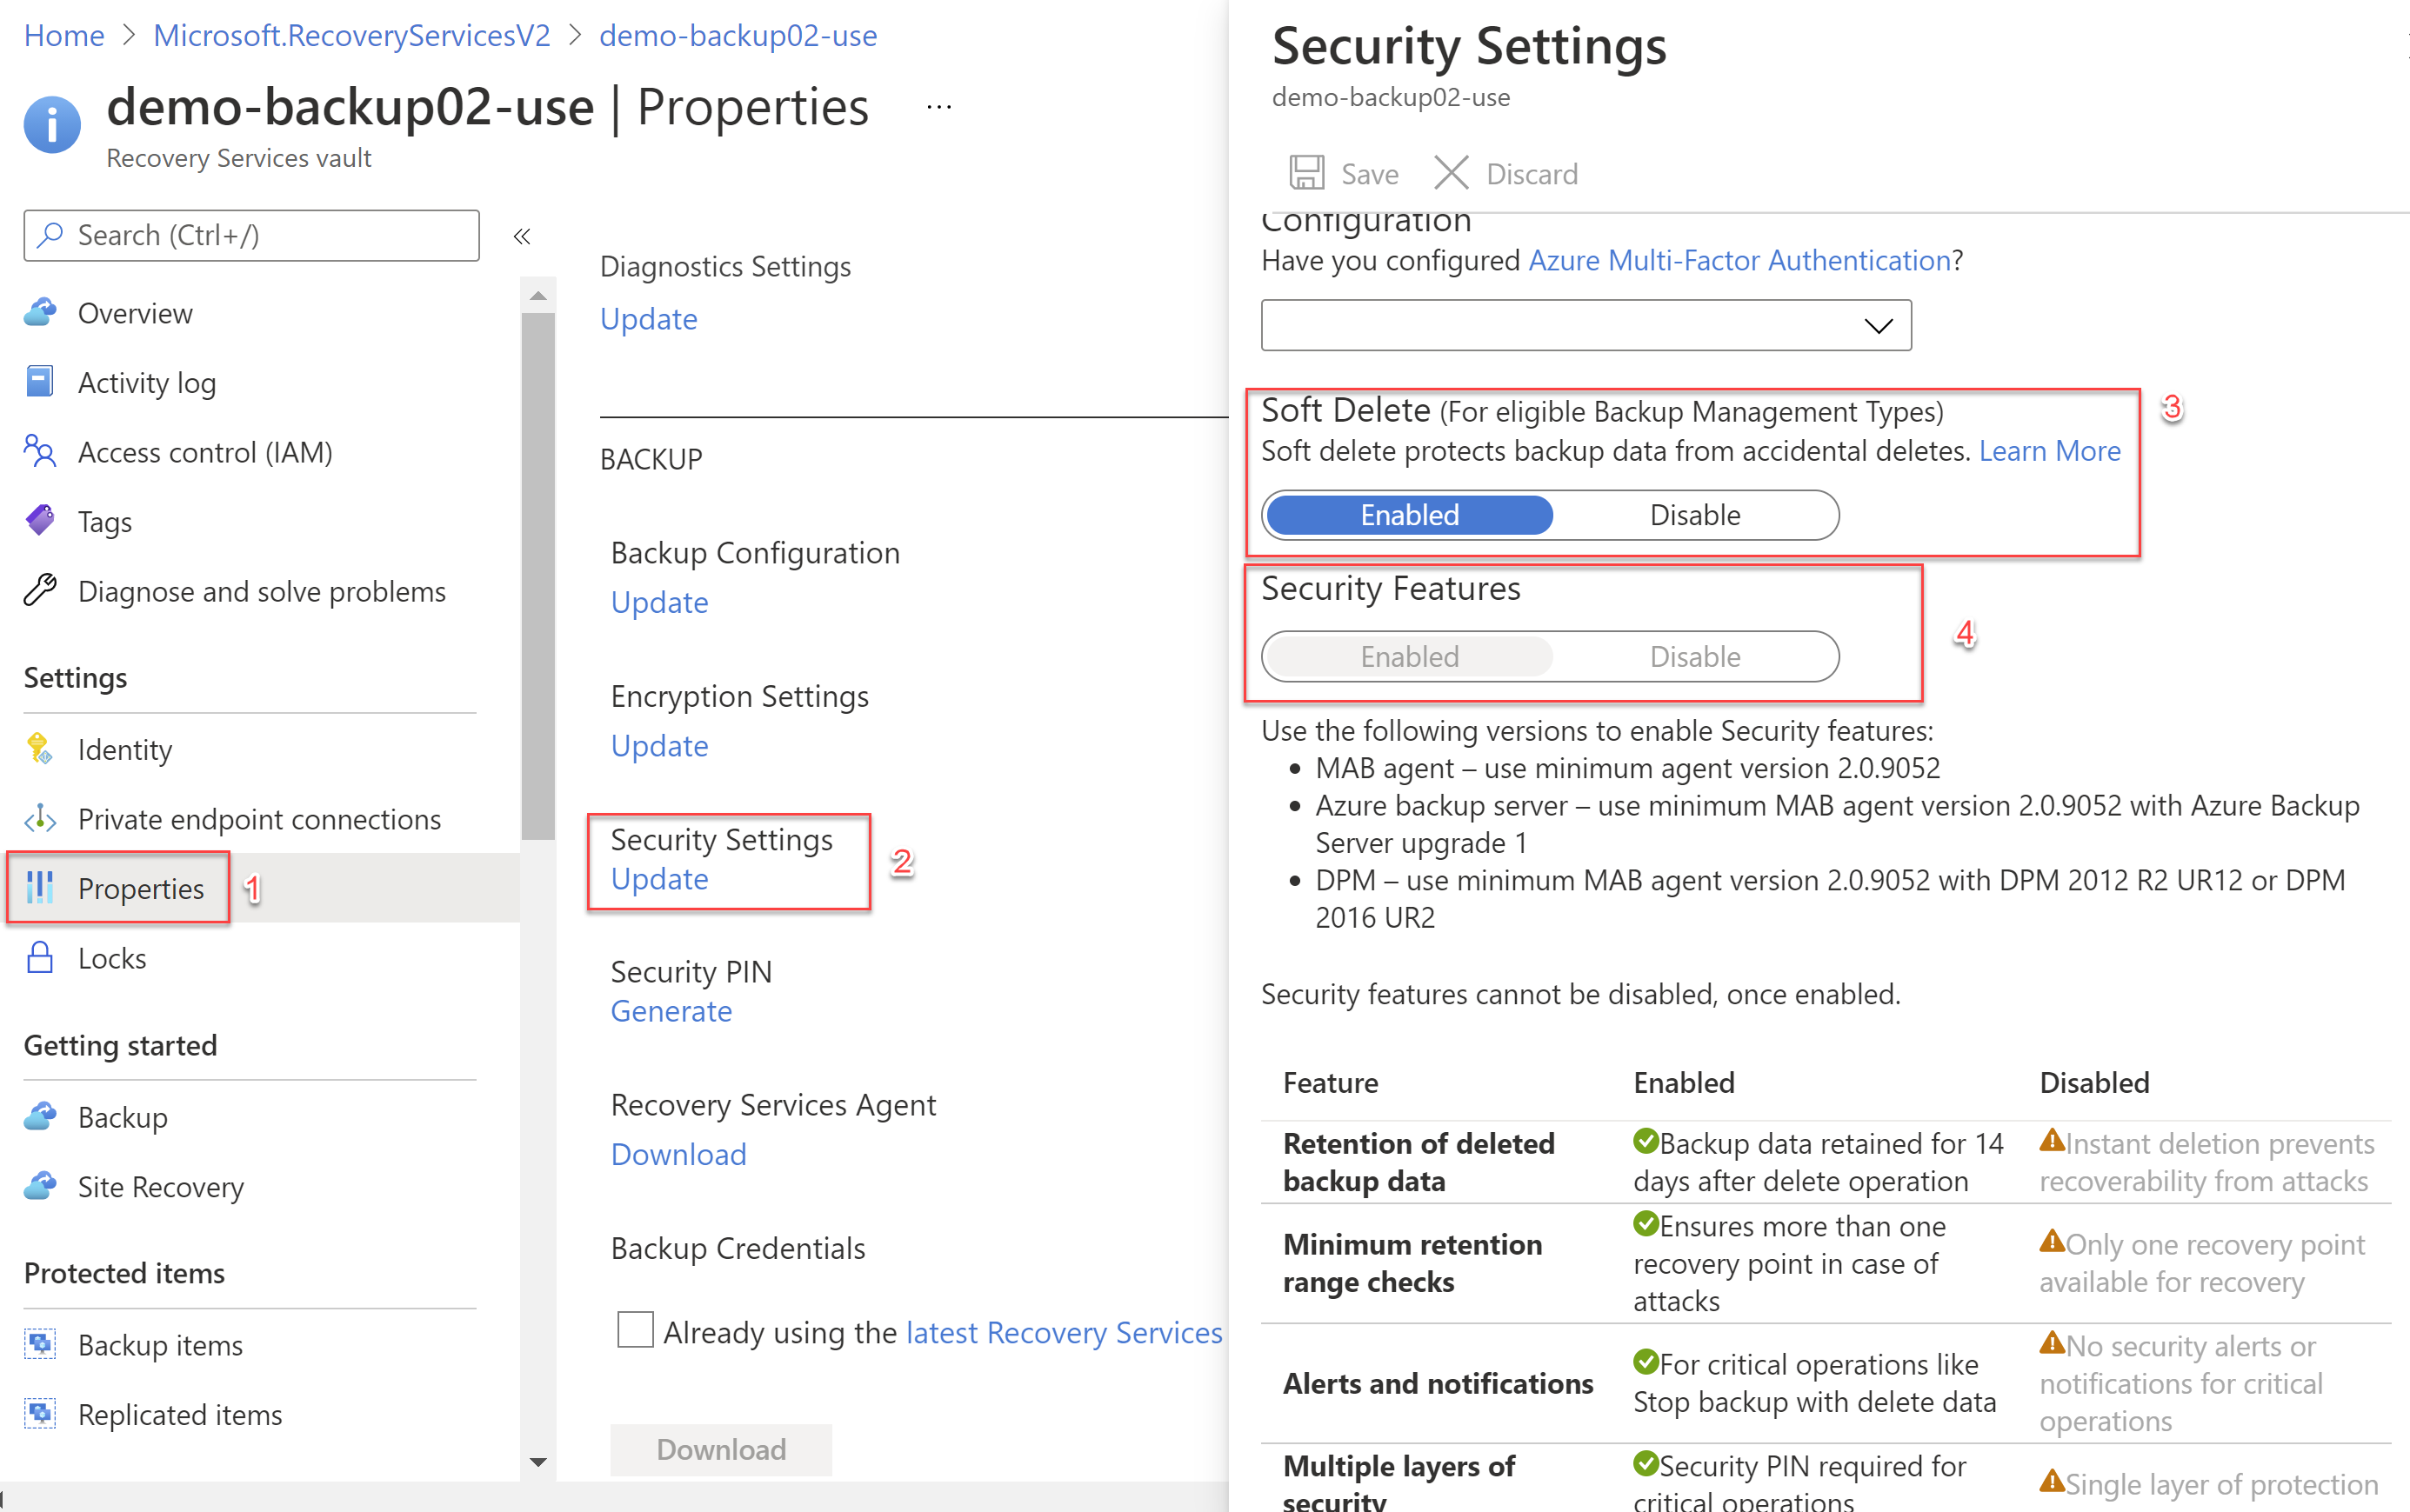 Home > Microsoft.RecoveryServicesV2 > demo-backup02-use
demo-backup02-use | Properties ...
Recovery Services vault
Search (Ctrl+/)
«
Overview
Activity log
Access control (IAM)
Tags
Diagnose and solve problems
Settings
Identity
Private endpoint connections
Properties
1
Locks
Getting started
Backup
Site Recovery
Protected items
Backup items
Replicated items
Diagnostics Settings
Update
BACKUP
Backup Configuration
Update
Encryption Settings
Update
Security Settings
Update
2
Security PIN
Generate
Recovery Services Agent
Download
Backup Credentials
Already using the latest Recovery Services
Download
Security Settings
demo-backup02-use
Save Discard
Configuration
Have you configured Azure Multi-Factor Authentication?
Soft Delete (For eligible Backup Management Types)
3
Soft delete protects backup data from accidental deletes. Learn More
Enabled Disable
Security Features
4
Enabled Disable
Use the following versions to enable Security features:
• MAB agent – use minimum agent version 2.0.9052
• Azure backup server – use minimum MAB agent version 2.0.9052 with Azure Backup
Server upgrade 1
• DPM – use minimum MAB agent version 2.0.9052 with DPM 2012 R2 UR12 or DPM
2016 UR2
Security features cannot be disabled, once enabled.
Feature Enabled Disabled
Retention of deleted
backup data
Backup data retained for 14
days after delete operation
Instant deletion prevents
recoverability from attacks
Minimum retention
range checks
Ensures more than one
recovery point in case of
attacks
Only one recovery point
available for recovery
Alerts and notifications
For critical operations like
Stop backup with delete data
No security alerts or
notifications for critical
operations
Multiple layers of
security
Security PIN required for
critical operations
Single layer of protection